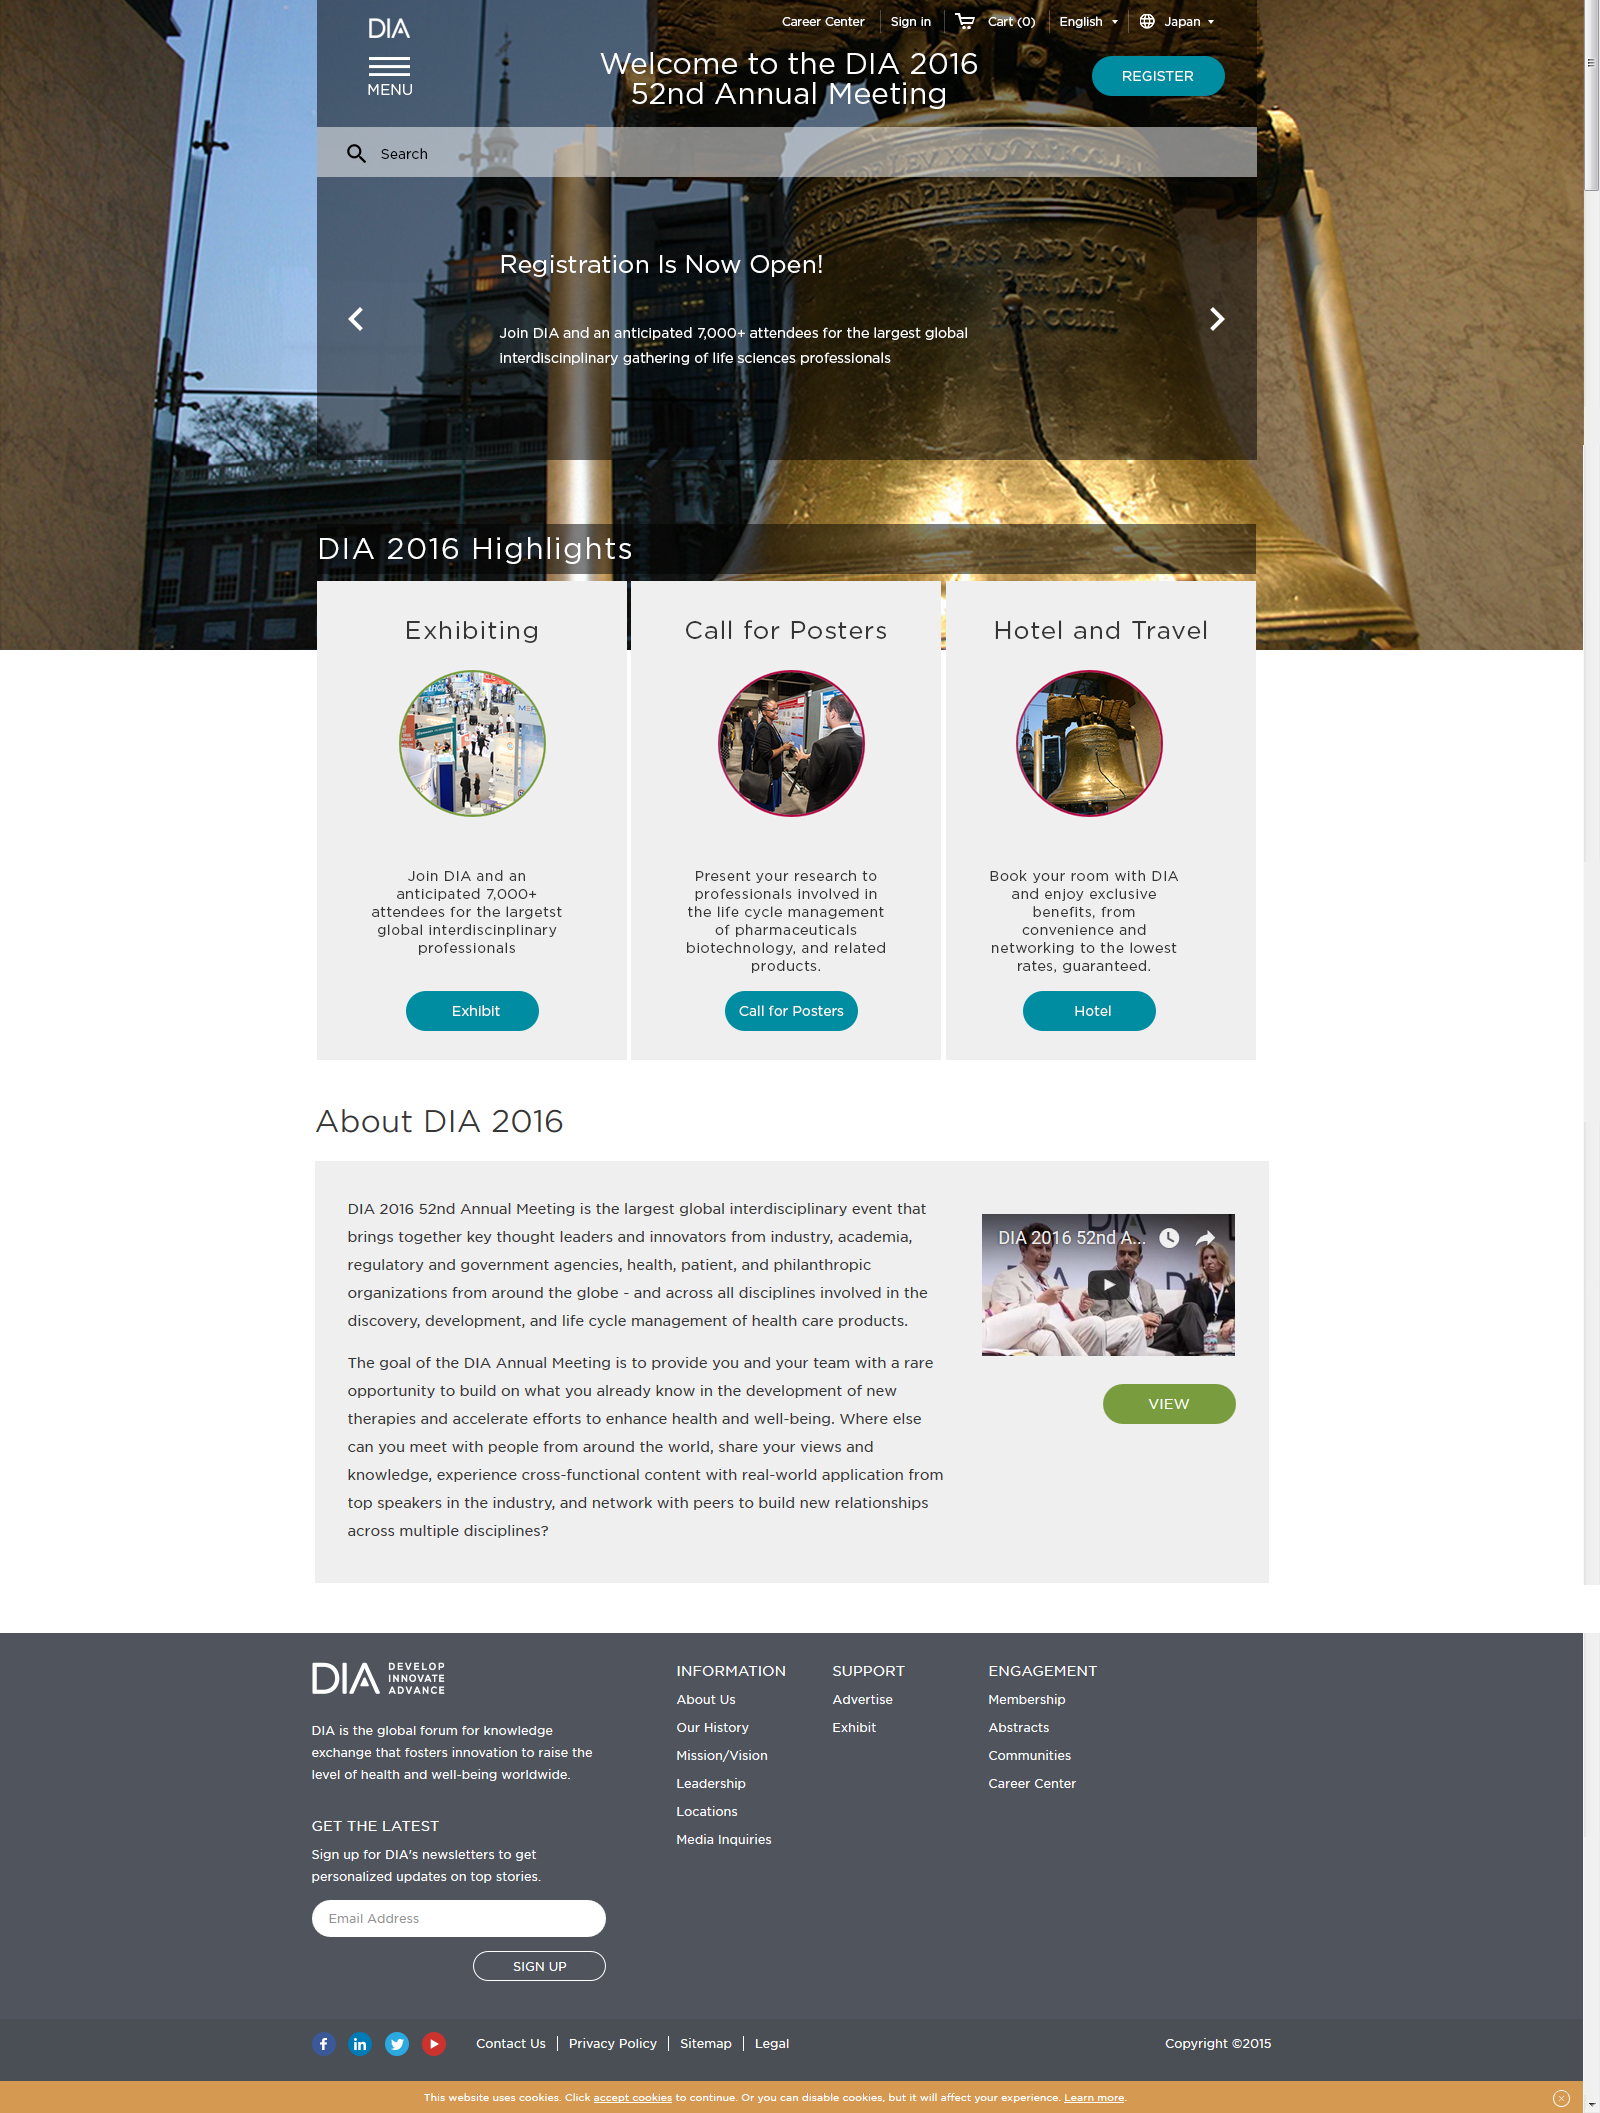 DIA
Career Center
Sign in
Cart (0)
English
Japan
MENU
Welcome to the DIA 2016
52nd Annual Meeting
REGISTER
Search
Registration Is Now Open!
Join DIA and an anticipated 7,000+ attendees for the largest global
interdiscinplinary gathering of life sciences professionals
DIA 2016 Highlights
Exhibiting
Join DIA and an
anticipated 7,000+
attendees for the largetst
global interdiscinplinary
professionals
Exhibit
Call for Posters
Present your research to
professionals involved in
the life cycle management
of pharmaceuticals
biotechnology, and related
products.
Call for Posters
Hotel and Travel
Book your room with DIA
and enjoy exclusive
benefits, from
convenience and
networking to the lowest
rates, guaranteed.
Hotel
About DIA 2016
DIA 2016 52nd Annual Meeting is the largest global interdisciplinary event that
brings together key thought leaders and innovators from industry, academia,
regulatory and government agencies, health, patient, and philanthropic
organizations from around the globe - and across all disciplines involved in the
discovery, development, and life cycle management of health care products.
The goal of the DIA Annual Meeting is to provide you and your team with a rare
opportunity to build on what you already know in the development of new
therapies and accelerate efforts to enhance health and well-being. Where else
can you meet with people from around the world, share your views and
knowledge, experience cross-functional content with real-world application from
top speakers in the industry, and network with peers to build new relationships
across multiple disciplines?
DIA 2016 52nd A...
VIEW
DIA DEVELOP
INNOVATE
ADVANCE
DIA is the global forum for knowledge
exchange that fosters innovation to raise the
level of health and well-being worldwide.
GET THE LATEST
Sign up for DIA's newsletters to get
personalized updates on top stories.
Email Address
SIGN UP
INFORMATION
About Us
Our History
Mission/Vision
Leadership
Locations
Media Inquiries
SUPPORT
Advertise
Exhibit
ENGAGEMENT
Membership
Abstracts
Communities
Career Center
Contact Us | Privacy Policy | Sitemap | Legal
Copyright ©2015
This website uses cookies. Click accept cookies to continue. Or you can disable cookies, but it will affect your experience. Learn more.